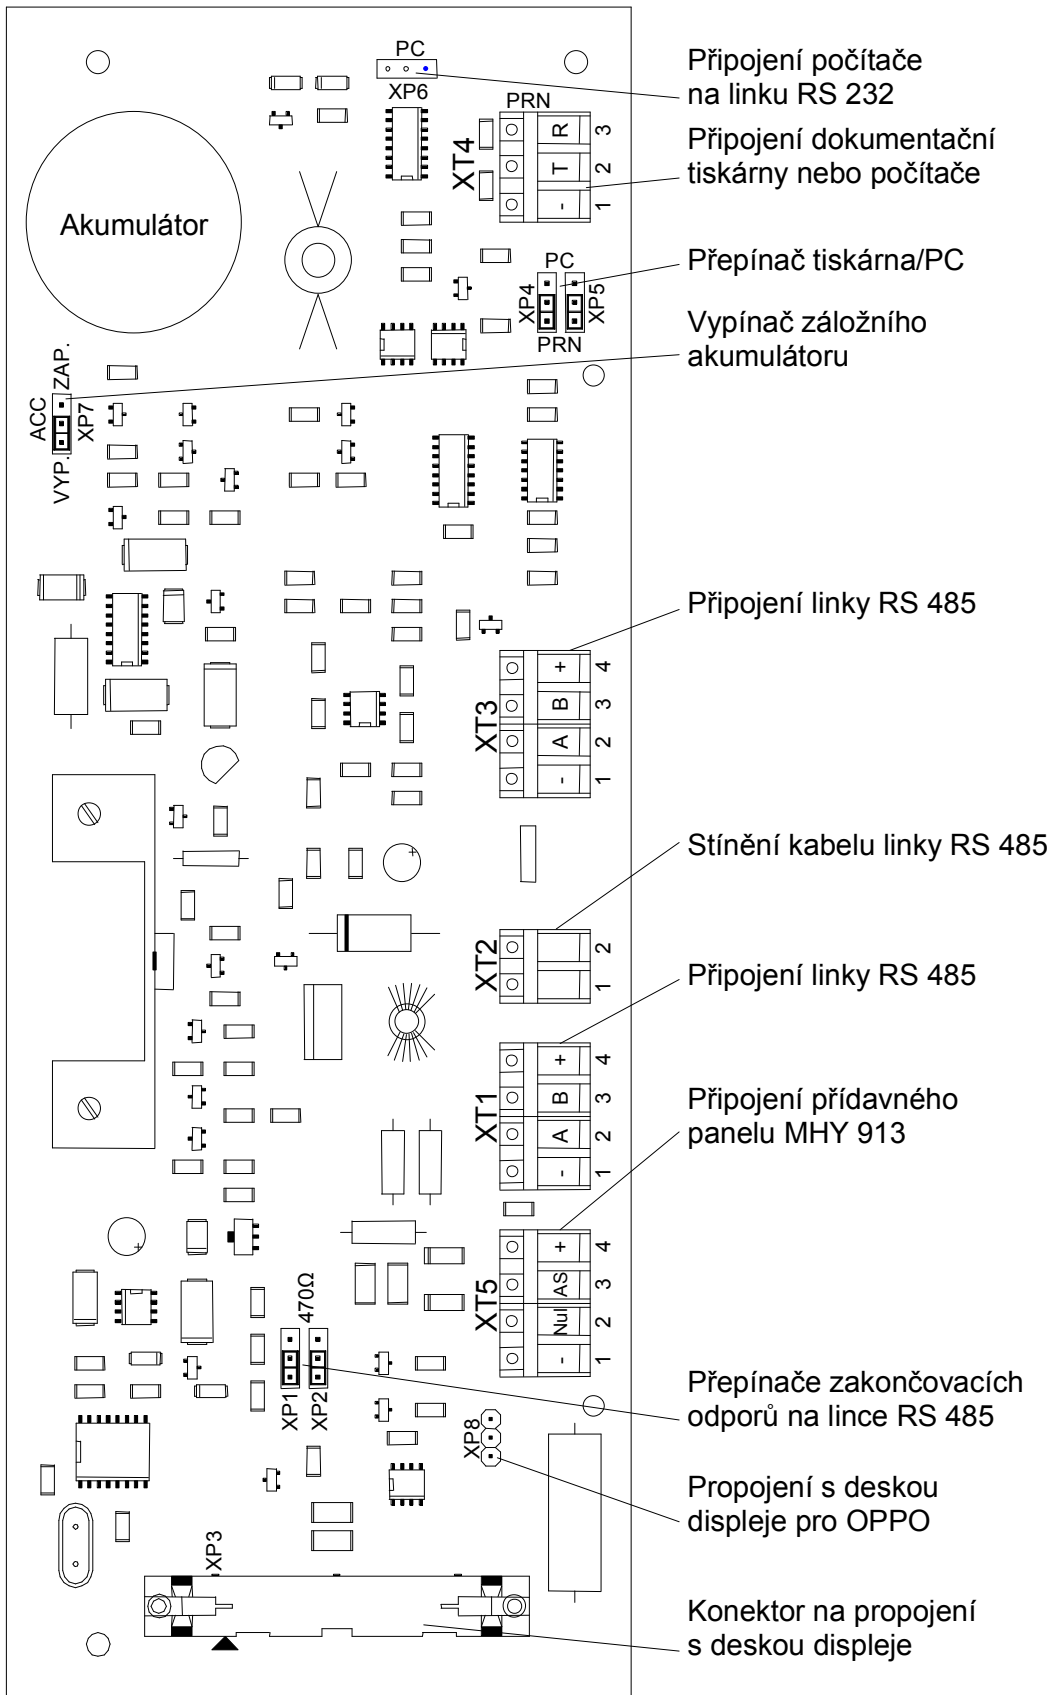 PC
XP6
PRN
XT4
R
T
-
3
2
1
Připojení počítače
na linku RS 232
Připojení dokumentační
tiskárny nebo počítače
Akumulátor
PC
XP4
XP5
PRN
Přepínač tiskárna/PC
Vypínač záložního
akumulátoru
ZAP.
ACC
XP7
VYP.
Připojení linky RS 485
XT3
+
B
A
-
4
3
2
1
Stínění kabelu linky RS 485
XT2
2
1
Připojení linky RS 485
XT1
+
B
A
-
4
3
2
1
Připojení přídavného
panelu MHY 913
XT5
+
AS
Nul
-
4
3
2
1
470Ω
XP1
XP2
Přepínače zakončovacích
odporů na lince RS 485
XP8
Propojení s deskou
displeje pro OPPO
XP3
Konektor na propojení
s deskou displeje